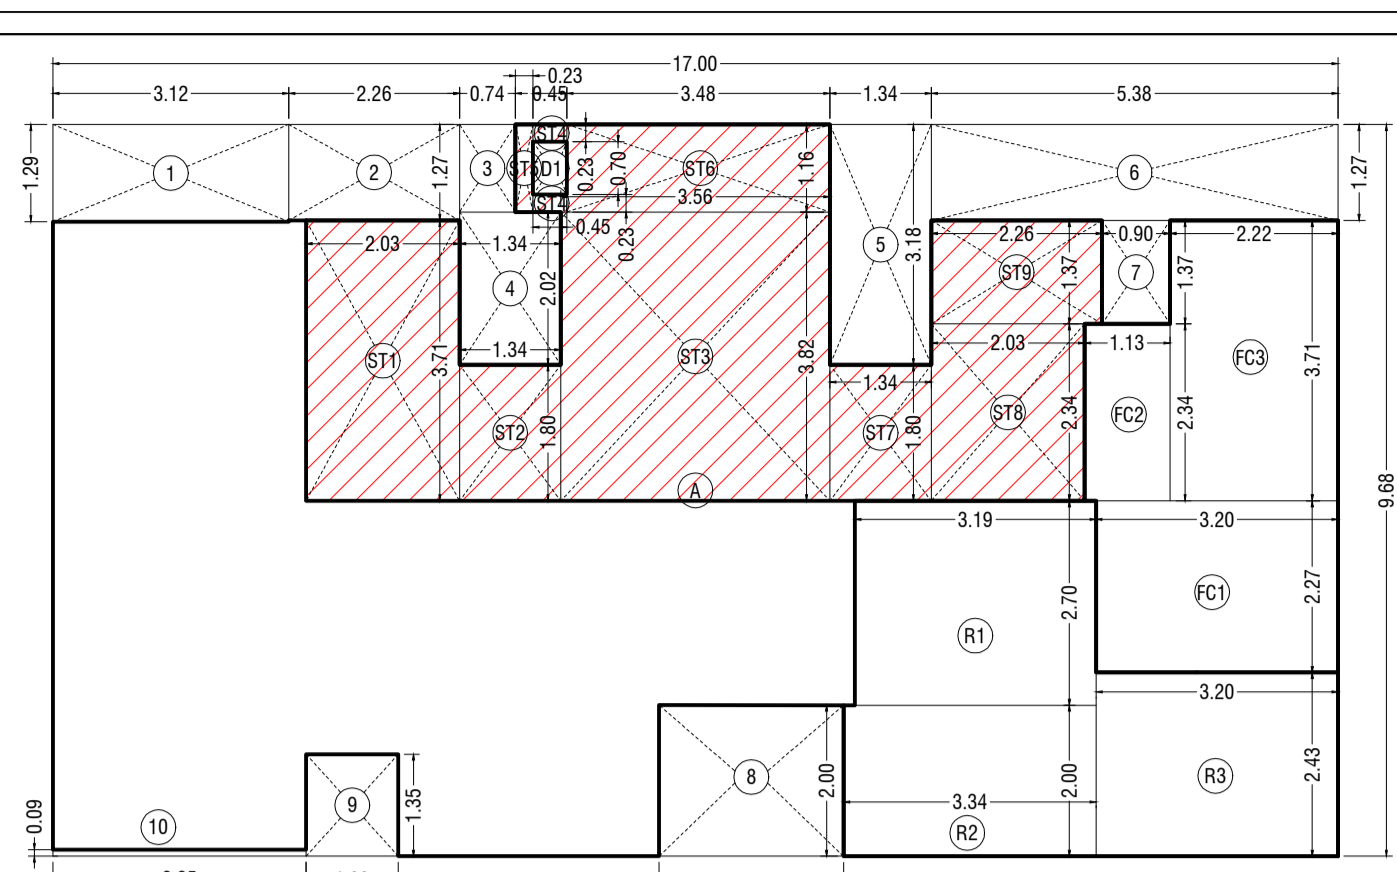 17.00
0.23
3.12 2.26 0.74 0.45 3.48 1.34 5.38
1.29 1 2 1.27 3 ST5 ST4 D1 0.23 0.70 ST6 1.16 6 1.27
ST4 3.56
0.45 0.23
2.03 1.34 2.26 0.90 2.22
4 2.02 5 3.18 ST9 1.37 7 1.37
1.34 2.03 1.13
ST1 3.71 ST3 3.82 FC3 3.71
1.34
ST2 1.80 ST7 1.80 ST8 2.34 FC2 2.34
A 9.68
3.19 3.20
R1 2.70 FC1 2.27
3.20
8 2.00 2.00 R3 2.43
9 1.35 3.34
0.09 10 R2